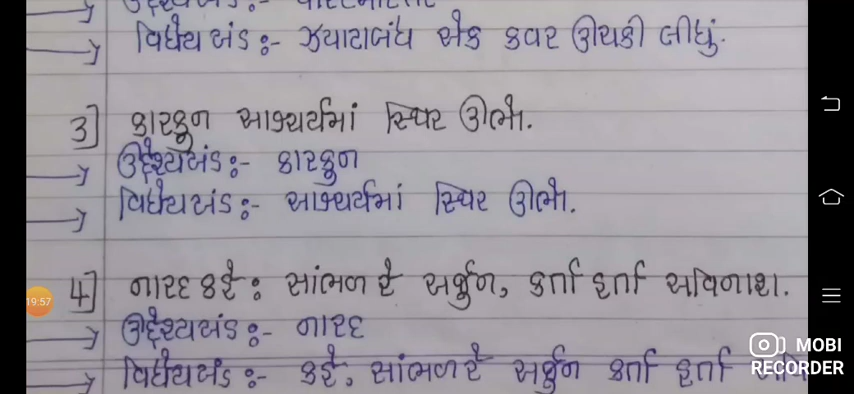 વિધેય ખંડ :- ઝપાટાબંધ એક કવર ઊંચકી લીધું.
3] કારકુન આશ્ચર્યમાં સ્થિર ઊભો.
ઉદ્દેશ્યખંડ :- કારકુન
વિધેયખંડ :- આશ્ચર્યમાં સ્થિર ઊભો.
4] નારદ કહે : સાંભળ રે અર્જુન, કર્તા હર્તા અવિનાશ.
19:57
ઉદ્દેશ્યખંડ :- નારદ
MOBI
RECORDER
વિધેયખંડ :- કહે, સાંભળ રે અર્જુન કર્તા હર્તા